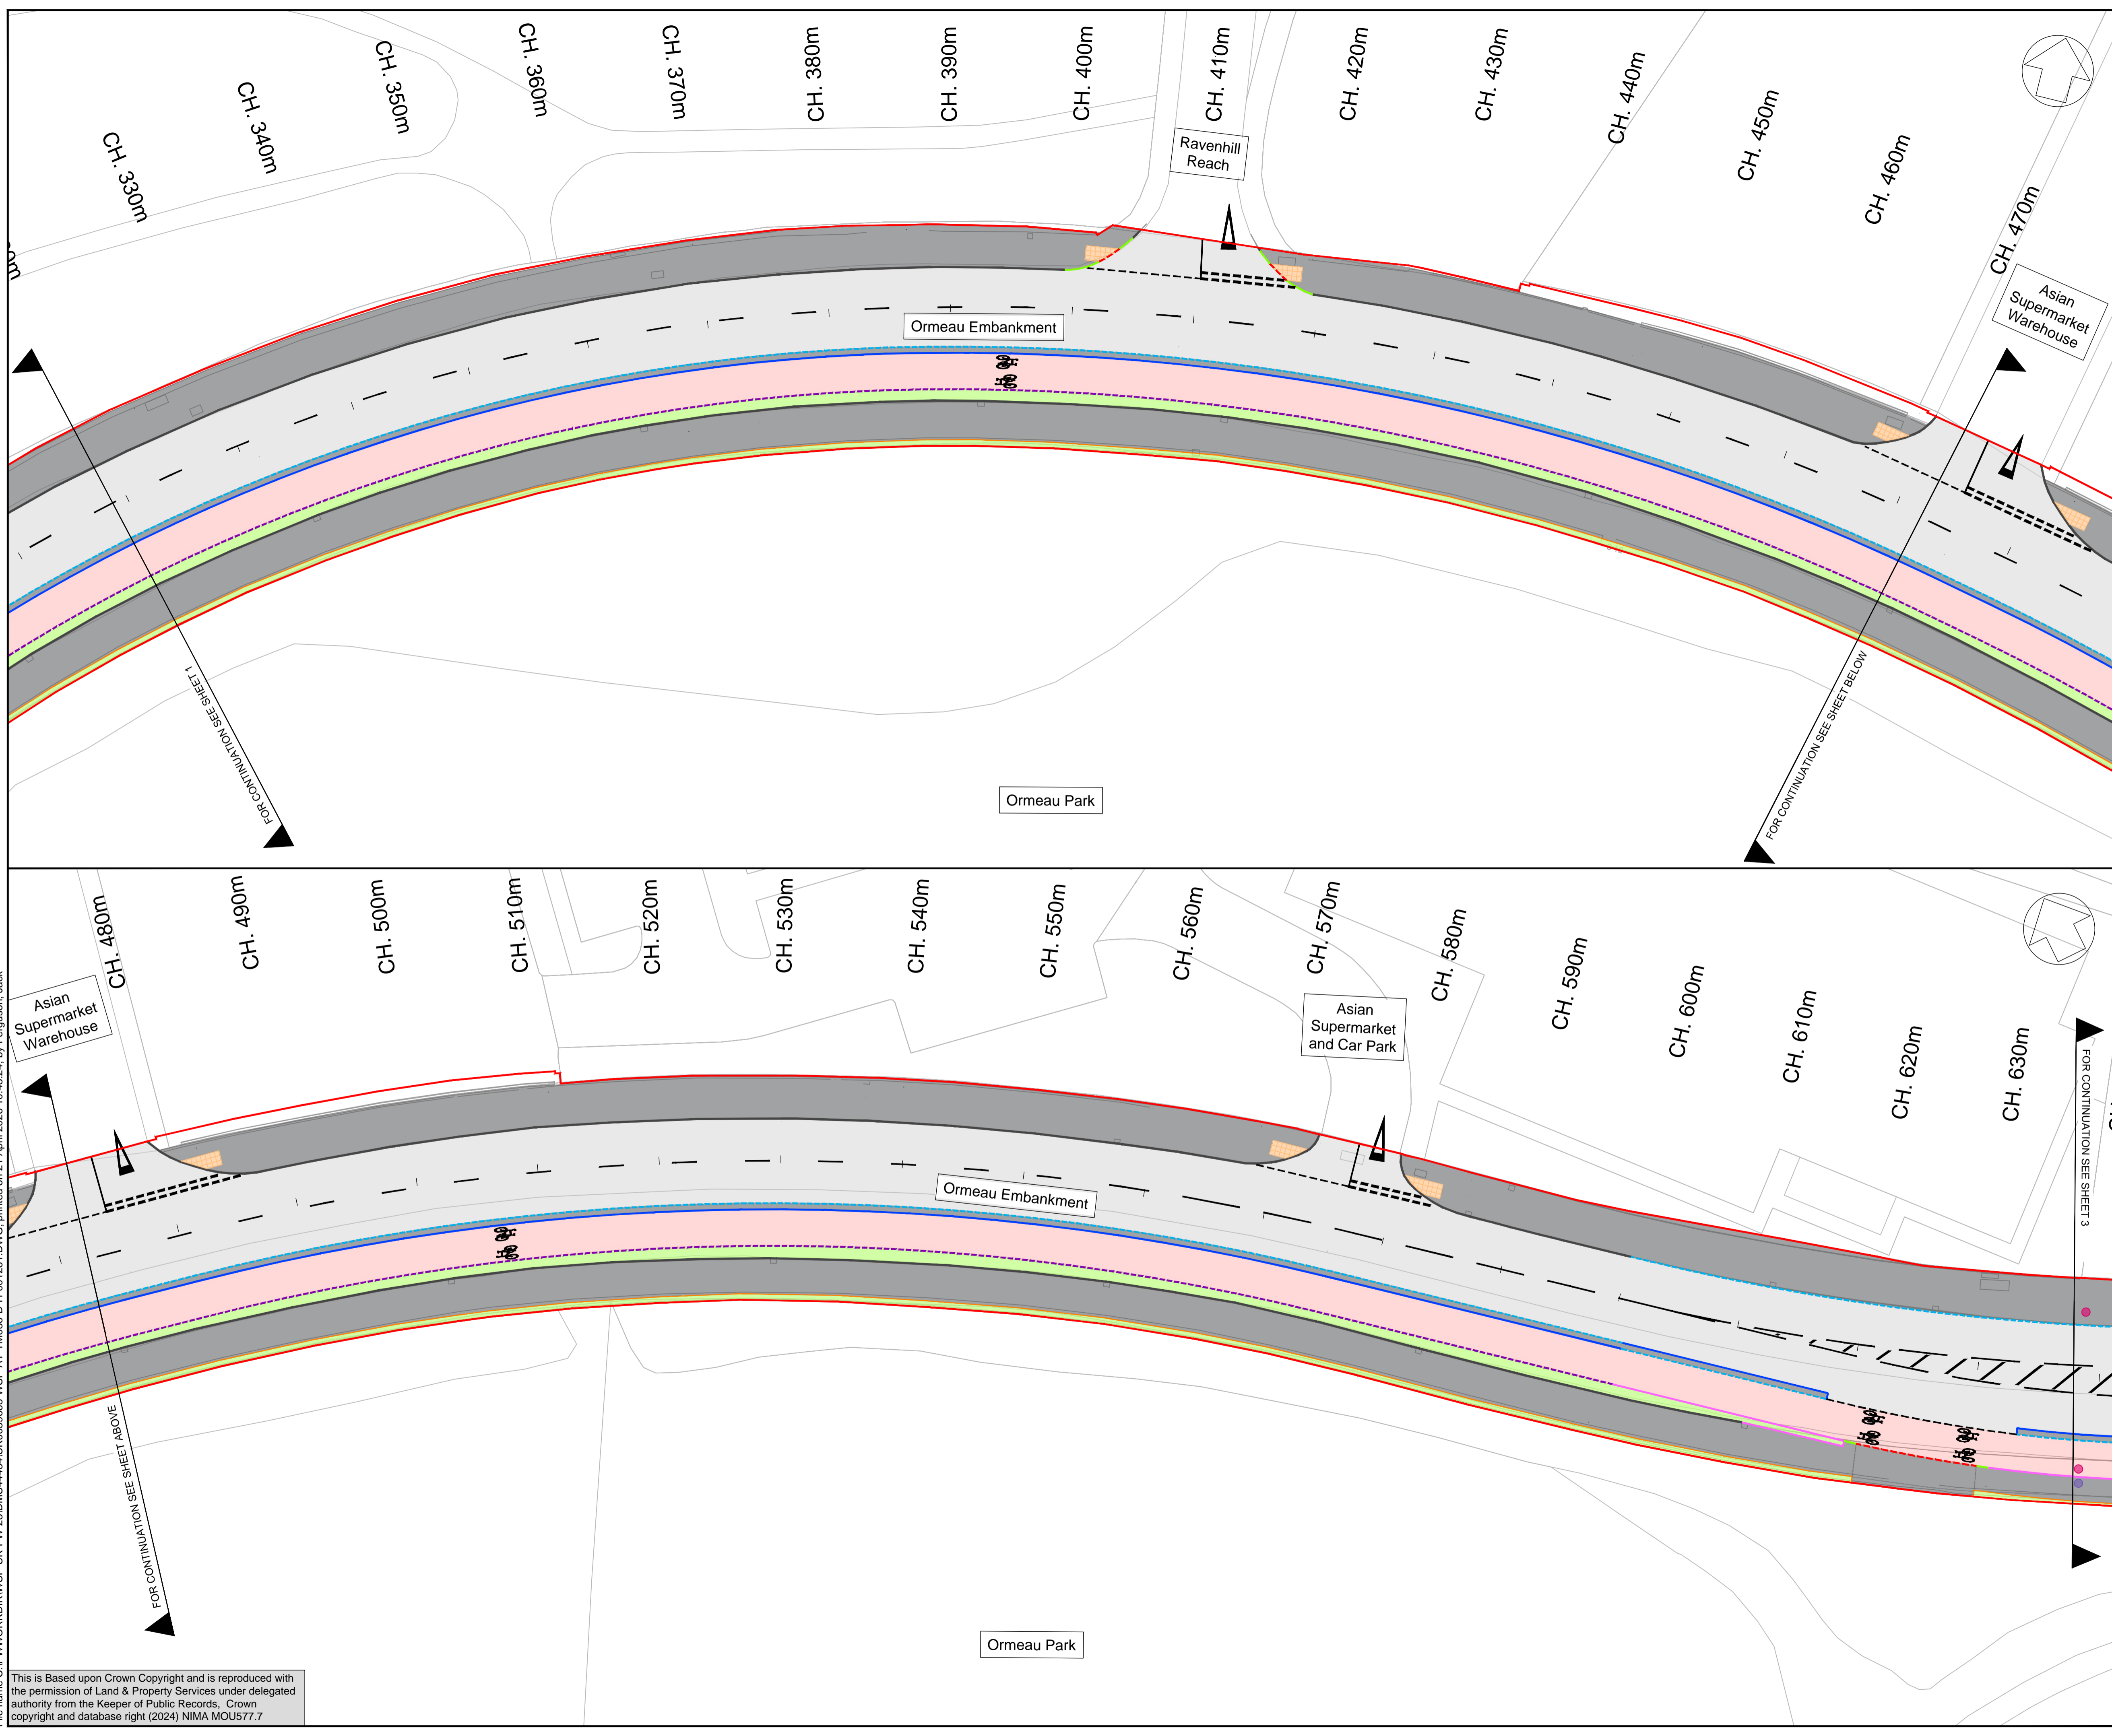 CH. 330m
CH. 340m
CH. 350m
CH. 360m
CH. 370m
CH. 380m
CH. 390m
CH. 400m
CH. 410m
CH. 420m
CH. 430m
CH. 440m
CH. 450m
CH. 460m
CH. 470m
Ravenhill
Reach
Asian
Supermarket
Warehouse
Ormeau Embankment
FOR CONTINUATION SEE SHEET 1
FOR CONTINUATION SEE SHEET BELOW
Ormeau Park
CH. 480m
CH. 490m
CH. 500m
CH. 510m
CH. 520m
CH. 530m
CH. 540m
CH. 550m
CH. 560m
CH. 570m
CH. 580m
CH. 590m
CH. 600m
CH. 610m
CH. 620m
CH. 630m
Asian
Supermarket
Warehouse
Asian
Supermarket
and Car Park
Ormeau Embankment
FOR CONTINUATION SEE SHEET ABOVE
FOR CONTINUATION SEE SHEET 3
Ormeau Park
This is Based upon Crown Copyright and is reproduced with
the permission of Land & Property Services under delegated
authority from the Keeper of Public Records, Crown
copyright and database right (2024) NIMA MOU577.7